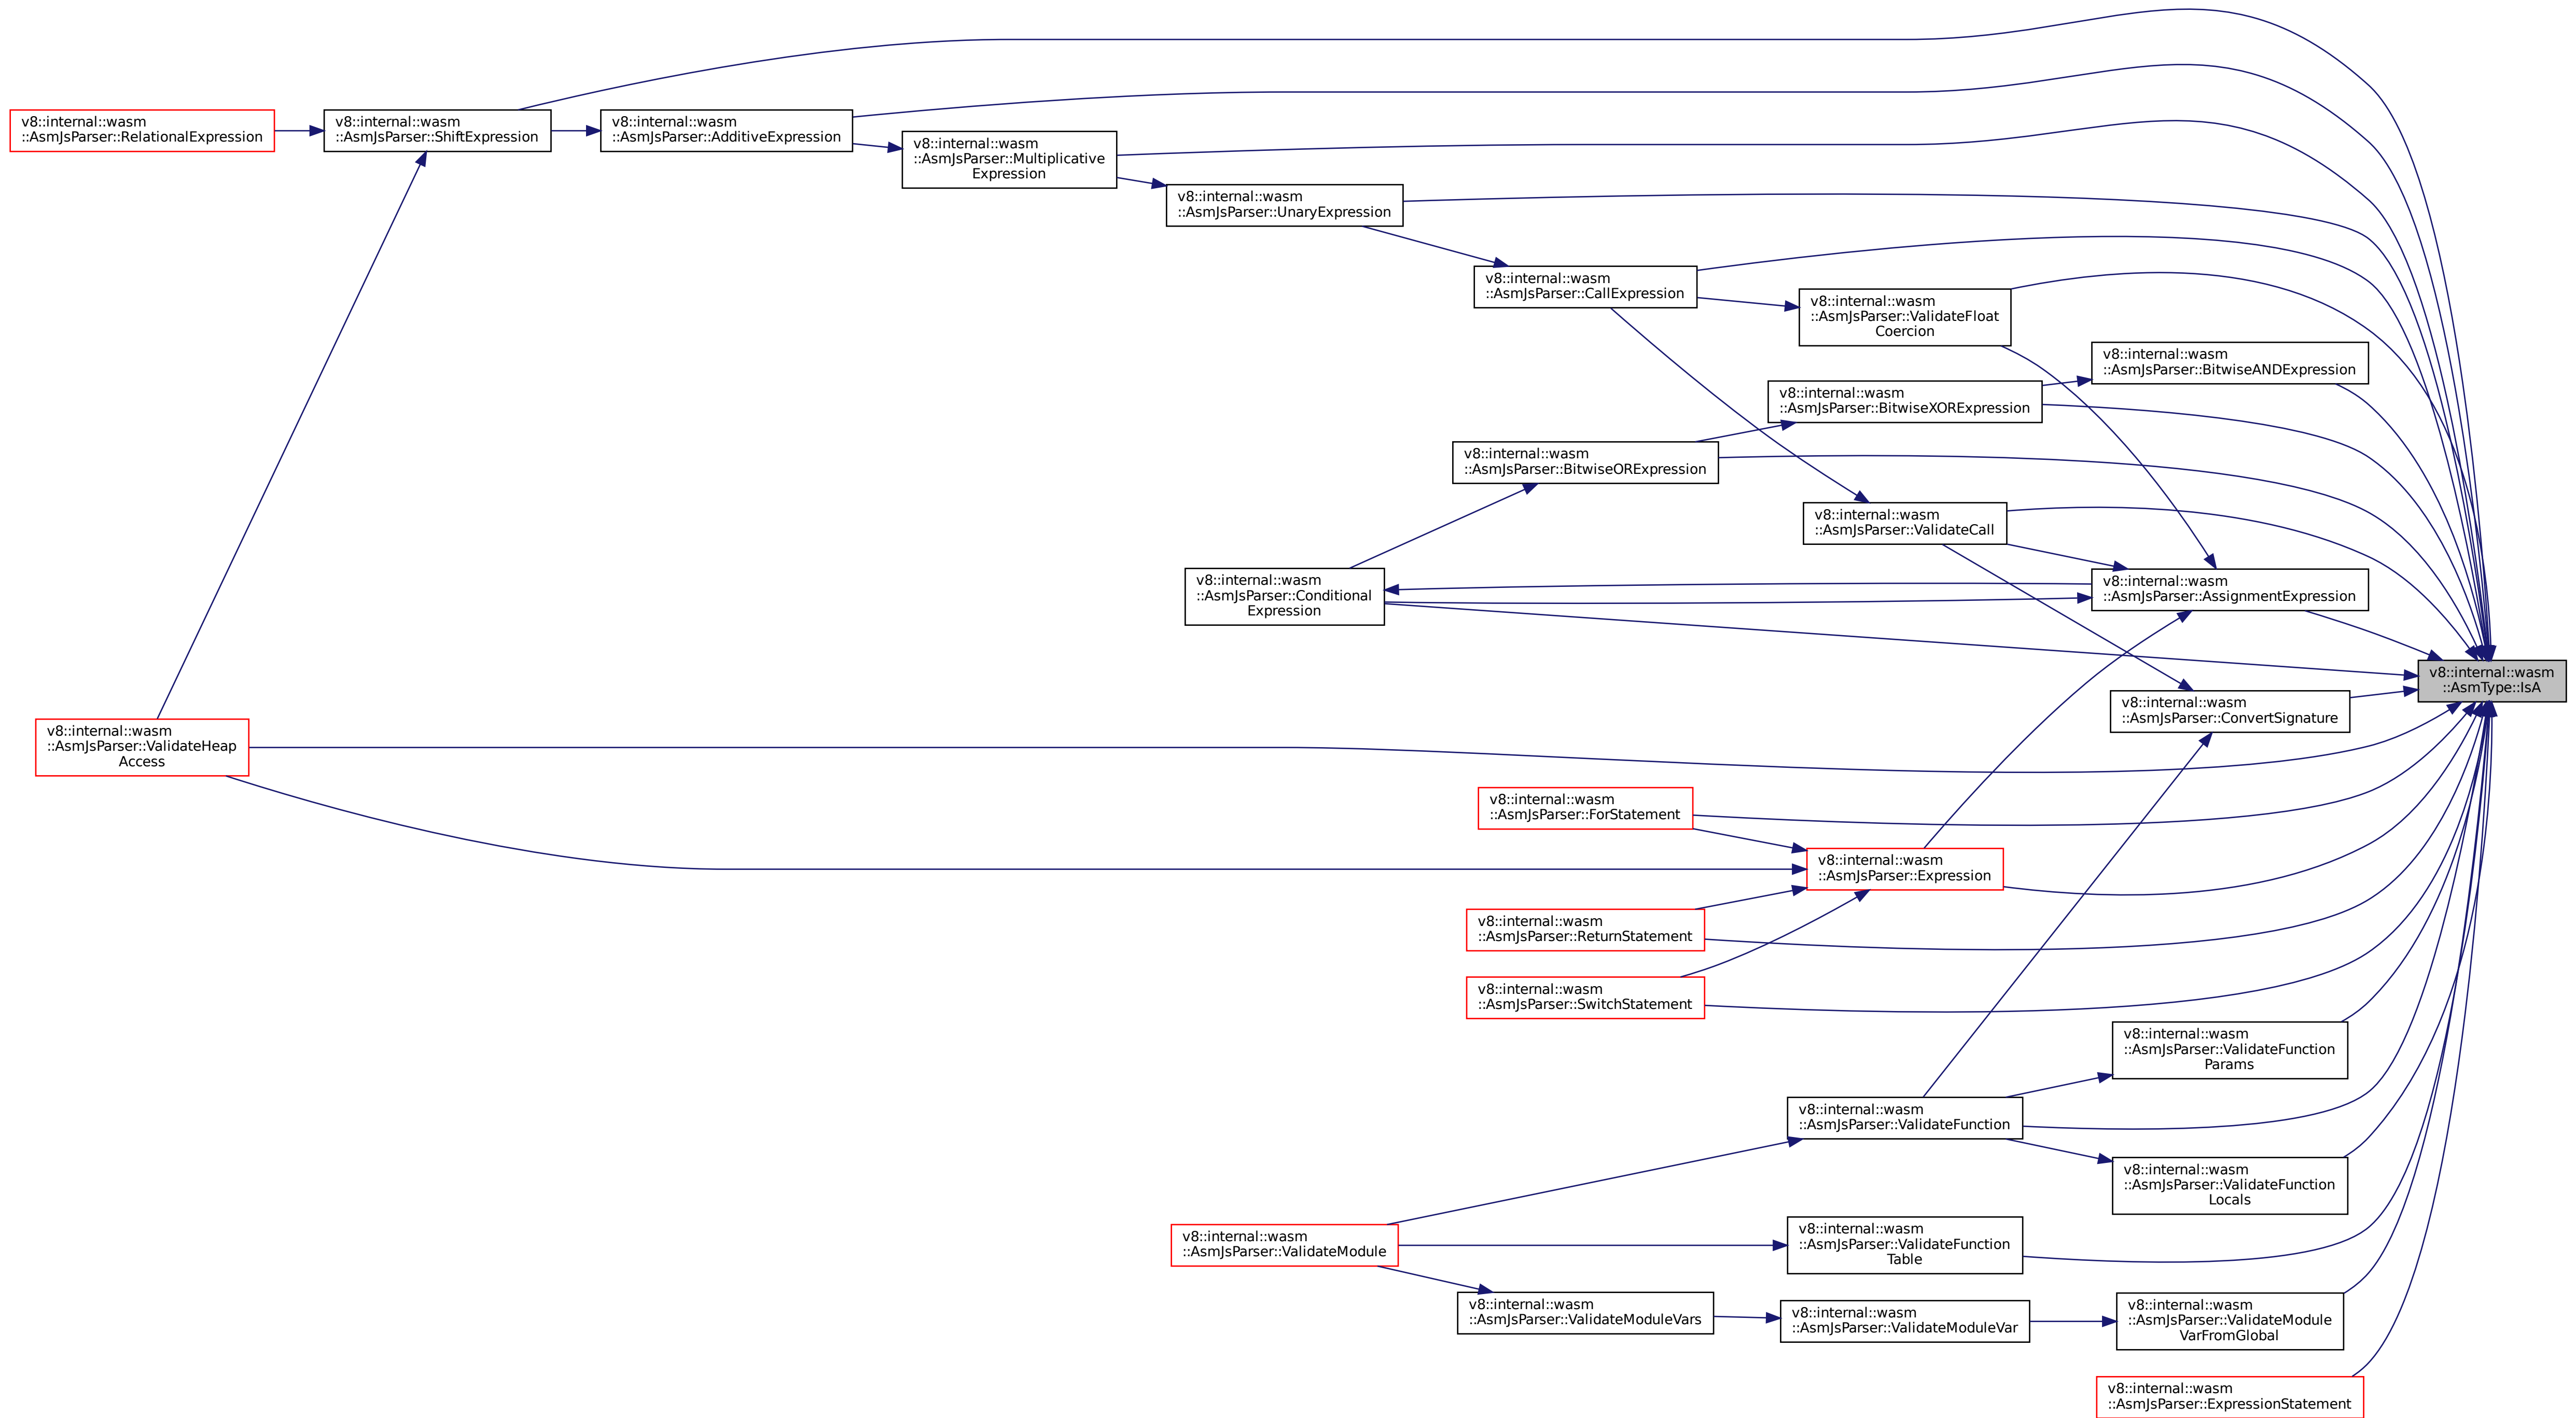 v8::internal::wasm
::AsmJsParser::RelationalExpression
v8::internal::wasm
::AsmJsParser::ShiftExpression
v8::internal::wasm
::AsmJsParser::AdditiveExpression
v8::internal::wasm
::AsmJsParser::Multiplicative
Expression
v8::internal::wasm
::AsmJsParser::UnaryExpression
v8::internal::wasm
::AsmJsParser::CallExpression
v8::internal::wasm
::AsmJsParser::ValidateFloat
Coercion
v8::internal::wasm
::AsmJsParser::BitwiseANDExpression
v8::internal::wasm
::AsmJsParser::BitwiseXORExpression
v8::internal::wasm
::AsmJsParser::BitwiseORExpression
v8::internal::wasm
::AsmJsParser::ValidateCall
v8::internal::wasm
::AsmJsParser::Conditional
Expression
v8::internal::wasm
::AsmJsParser::AssignmentExpression
v8::internal::wasm
::AsmType::IsA
v8::internal::wasm
::AsmJsParser::ConvertSignature
v8::internal::wasm
::AsmJsParser::ValidateHeap
Access
v8::internal::wasm
::AsmJsParser::ForStatement
v8::internal::wasm
::AsmJsParser::Expression
v8::internal::wasm
::AsmJsParser::ReturnStatement
v8::internal::wasm
::AsmJsParser::SwitchStatement
v8::internal::wasm
::AsmJsParser::ValidateFunction
Params
v8::internal::wasm
::AsmJsParser::ValidateFunction
v8::internal::wasm
::AsmJsParser::ValidateFunction
Locals
v8::internal::wasm
::AsmJsParser::ValidateModule
v8::internal::wasm
::AsmJsParser::ValidateFunction
Table
v8::internal::wasm
::AsmJsParser::ValidateModuleVars
v8::internal::wasm
::AsmJsParser::ValidateModuleVar
v8::internal::wasm
::AsmJsParser::ValidateModule
VarFromGlobal
v8::internal::wasm
::AsmJsParser::ExpressionStatement